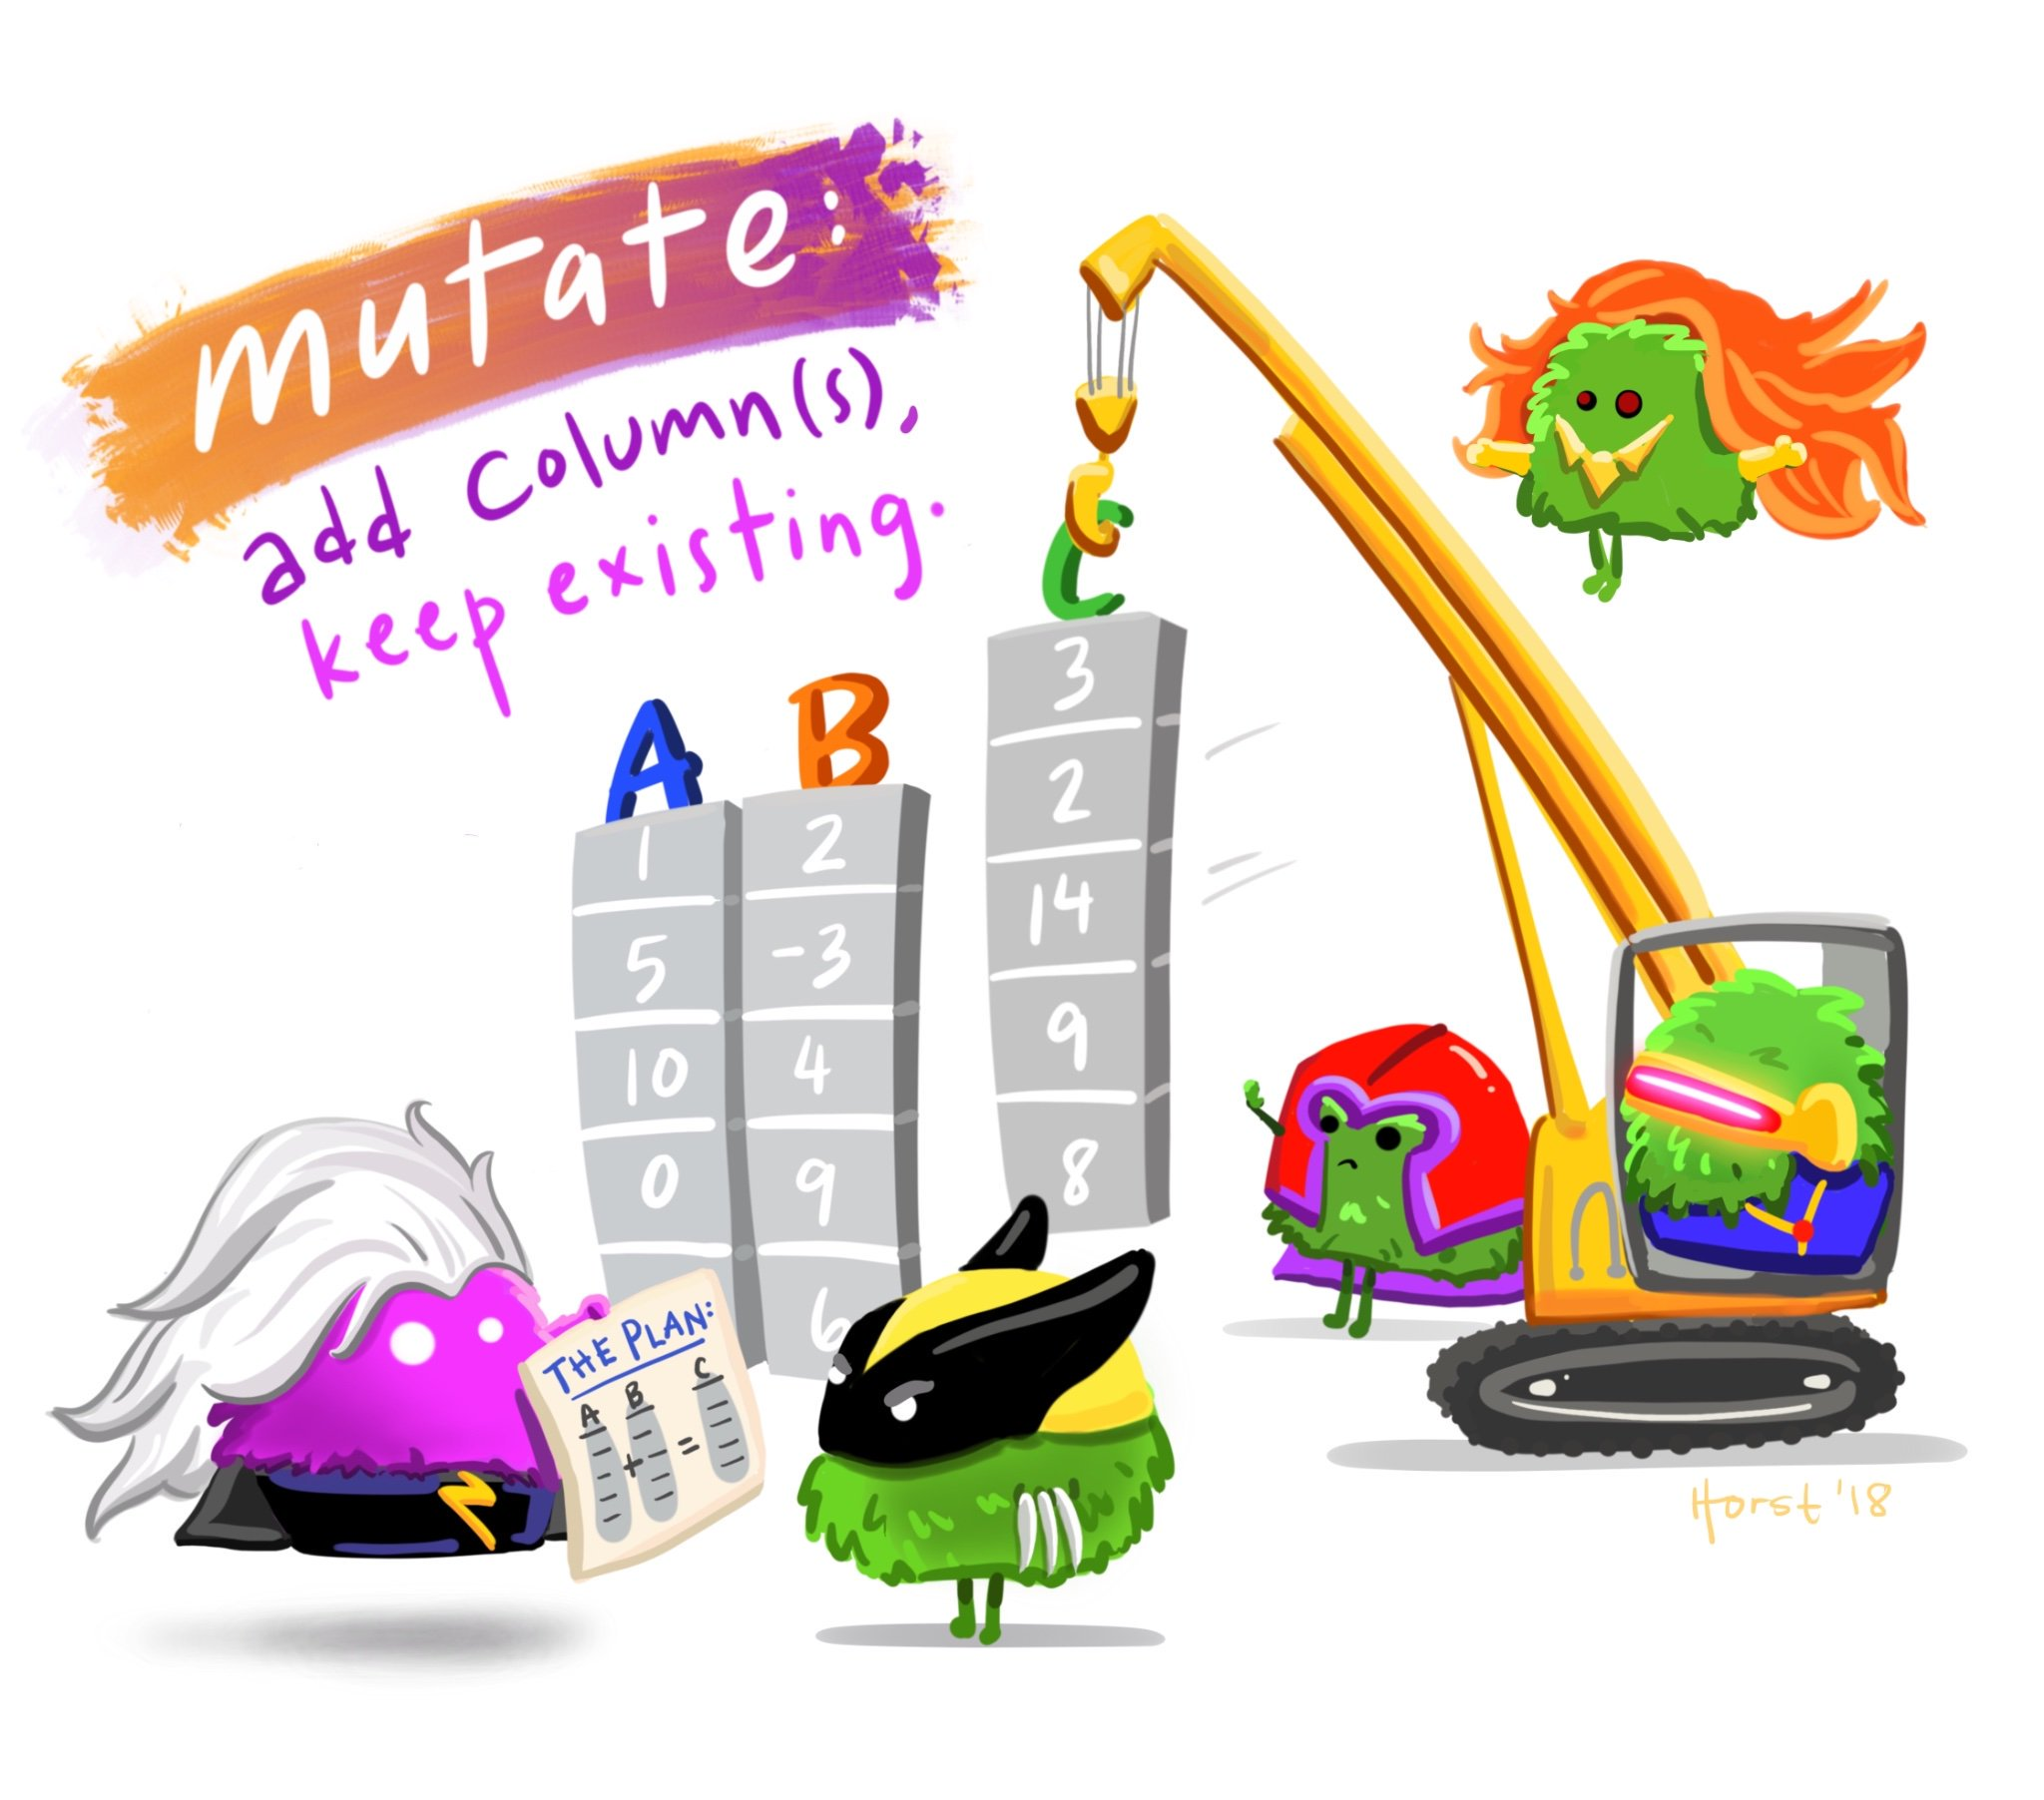 mutate:
add column(s),
keep existing.
A B C
1 2 3
5 -3 2
10 4 14
0 9 9
6 8
THE PLAN:
A + B = C
Horst '18